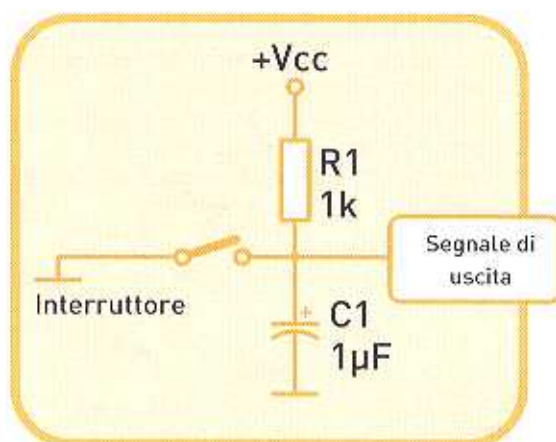 +Vcc
R1
1k
Segnale di
uscita
Interruttore
+
C1
1µF